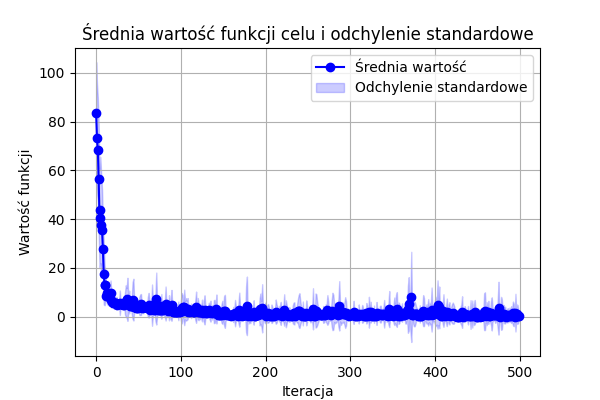 Średnia wartość funkcji celu i odchylenie standardowe
Średnia wartość
Odchylenie standardowe
Wartość funkcji
100
80
60
40
20
0
0 100 200 300 400 500
Iteracja